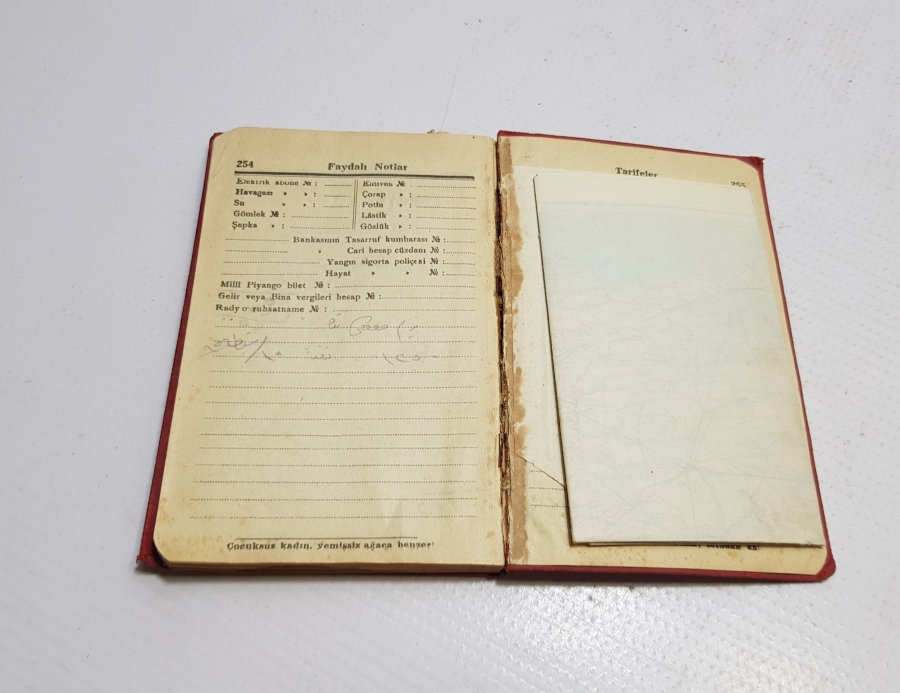 254 Faydalı Notlar
Elektrik abone № :
Havagazı » » :
Su » » :
Gömlek № :
Şapka » :
Eldiven № .
Çorap » :
Potin » :
Lâstik » :
Gözlük » :
Bankasının Tasarruf kumbarası № :
» Cari hesap cüzdanı № :
Yangın sigorta poliçesi № :
Hayat » » № :
Millî Piyango bilet № :
Gelir veya Bina vergileri hesap № :
Radyo ruhsatname № :
Çocuksuz kadın, yemişsiz ağaca benzer!
Tarifeler
255